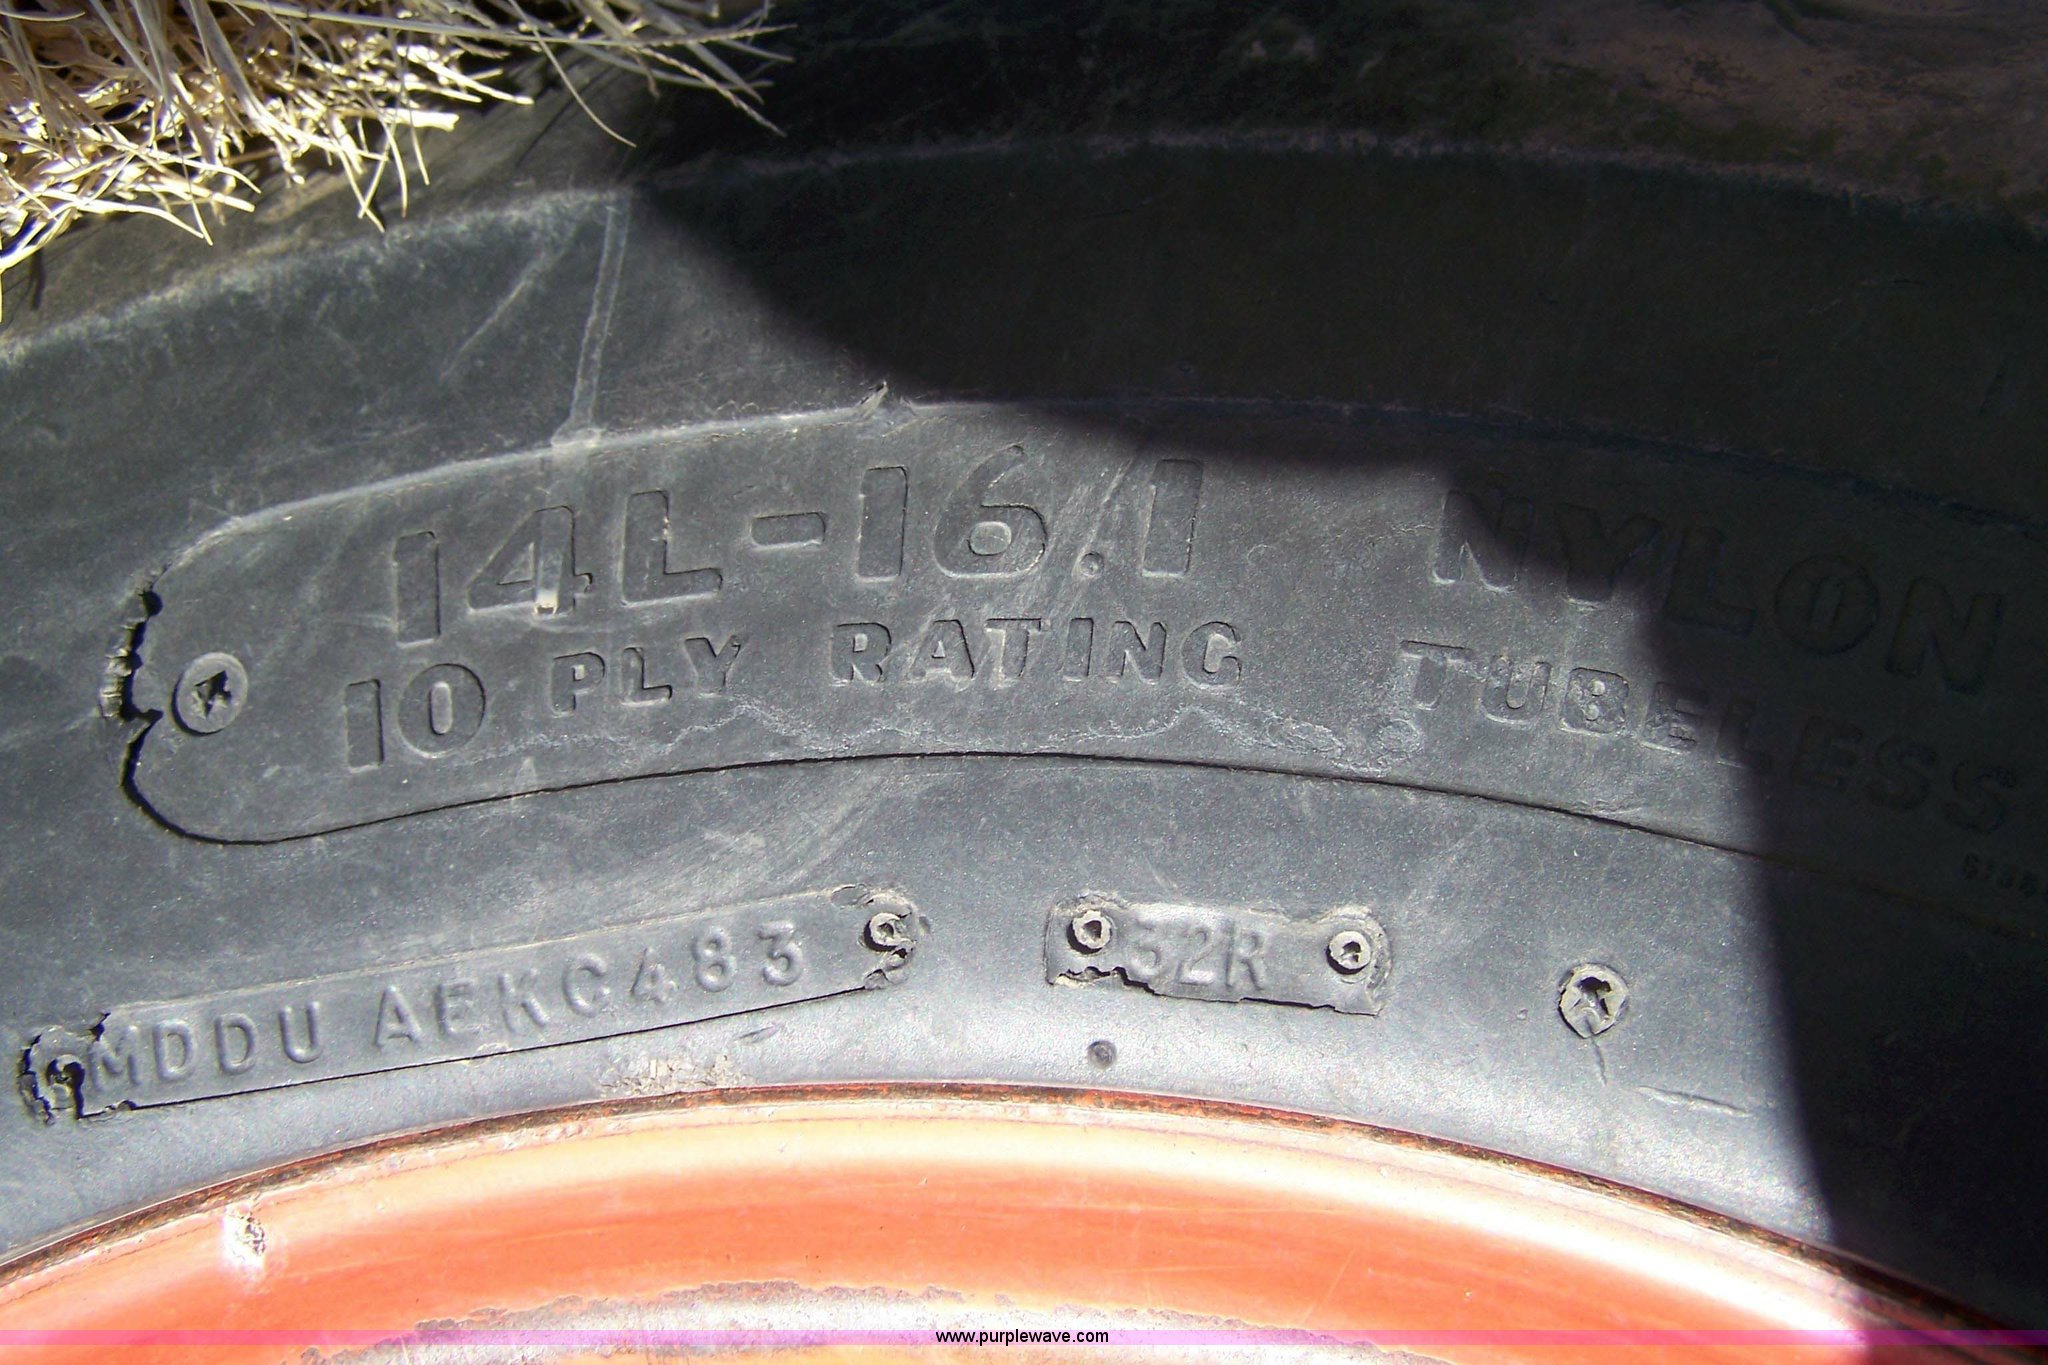 14L-16.1 NYLON
10 PLY RATING TUBELESS
MDDU AEKC483
32R
www.purplewave.com